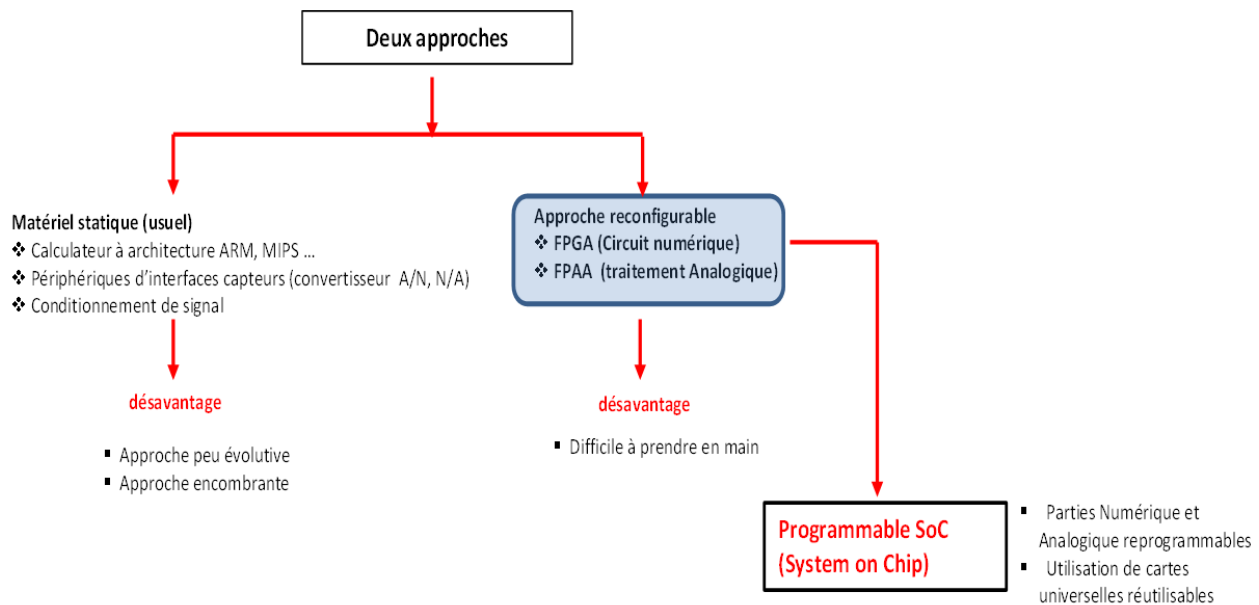 Deux approches
Matériel statique (usuel)
❖ Calculateur à architecture ARM, MIPS ...
❖ Périphériques d'interfaces capteurs (convertisseur A/N, N/A)
❖ Conditionnement de signal
désavantage
▪ Approche peu évolutive
▪ Approche encombrante
Approche reconfigurable
❖ FPGA (Circuit numérique)
❖ FPAA (traitement Analogique)
désavantage
▪ Difficile à prendre en main
Programmable SoC
(System on Chip)
▪ Parties Numérique et
Analogique reprogrammables
▪ Utilisation de cartes
universelles réutilisables